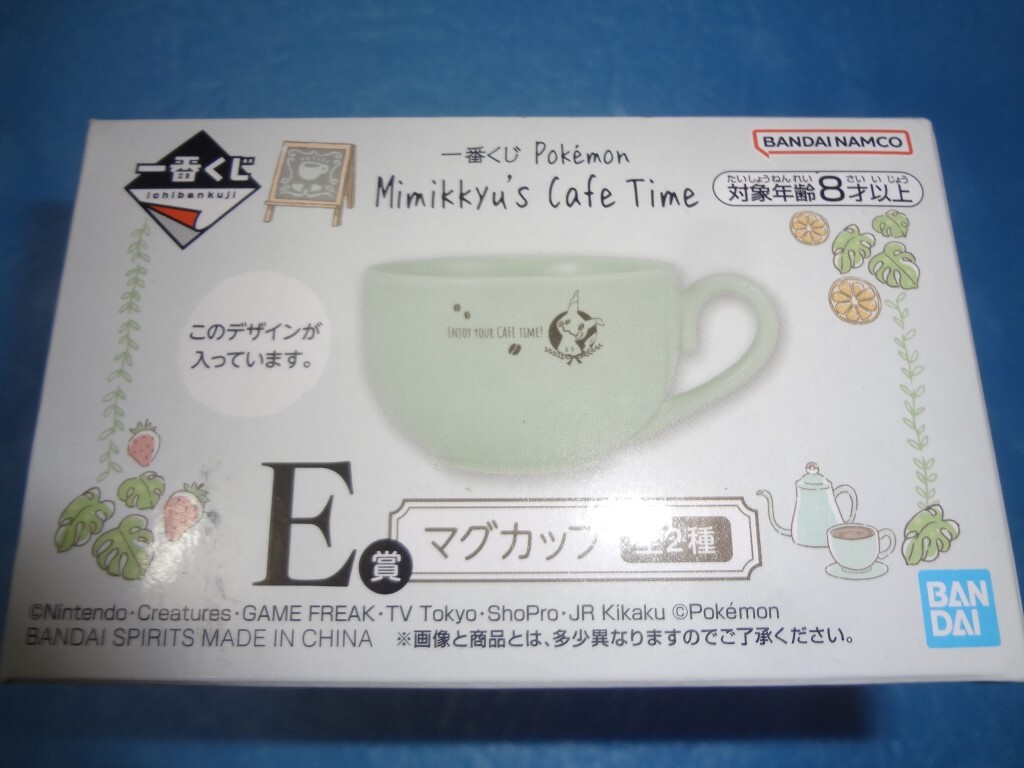 一番くじ
ichibankuji
一番くじ Pokémon
Mimikkyu's Cafe Time
BANDAI NAMCO
たいしょうねんれい さい いじょう
対象年齢8才以上
このデザインが
入っています。
ENJOY YOUR CAFE TIME!
E賞
マグカップ
2種
©Nintendo・Creatures・GAME FREAK・TV Tokyo・ShoPro・JR Kikaku ©Pokémon
BANDAI SPIRITS MADE IN CHINA ※画像と商品とは、多少異なりますのでご了承ください。
BAN
DAI